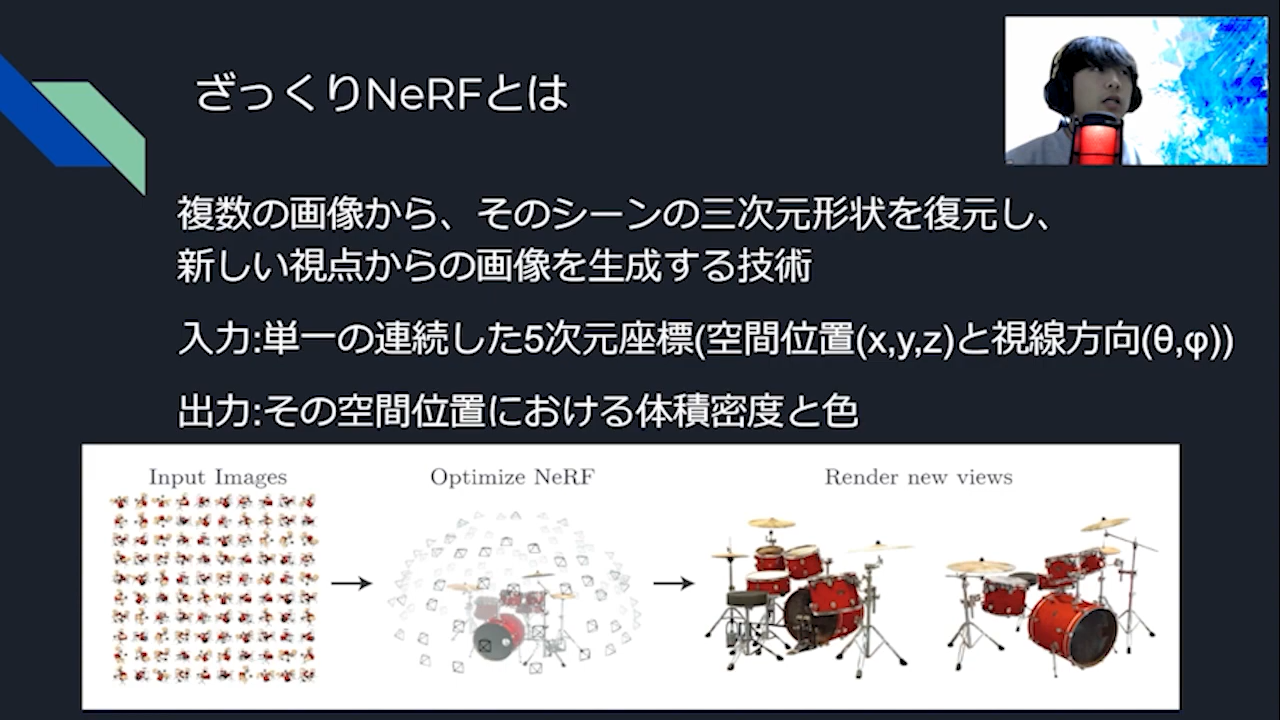 ざっくりNeRFとは
複数の画像から、そのシーンの三次元形状を復元し、
新しい視点からの画像を生成する技術
入力:単一の連続した5次元座標(空間位置(x,y,z)と視線方向(θ,φ))
出力:その空間位置における体積密度と色
Input Images
Optimize NeRF
Render new views